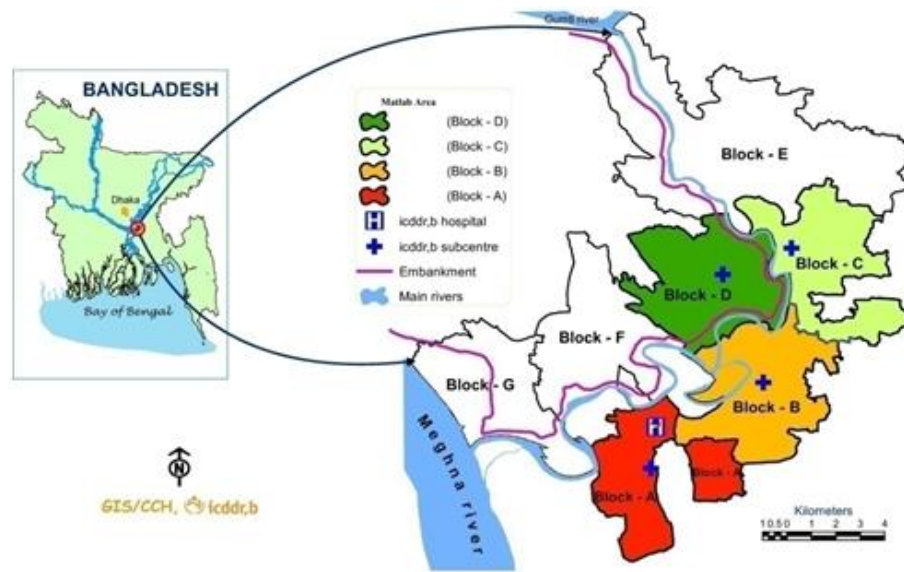 Gumti river
BANGLADESH
Dhaka
Bay of Bengal
Matlab Area
(Block - D)
(Block - C)
(Block - B)
(Block - A)
icddr,b hospital
icddr,b subcentre
Embankment
Main rivers
Block - E
Block - C
Block - D
Block - F
Block - G
Block - B
H
Block - A
Block - A
Meghna river
N
GIS/CCH, icddr,b
Kilometers
1 0.5 0 1 2 3 4